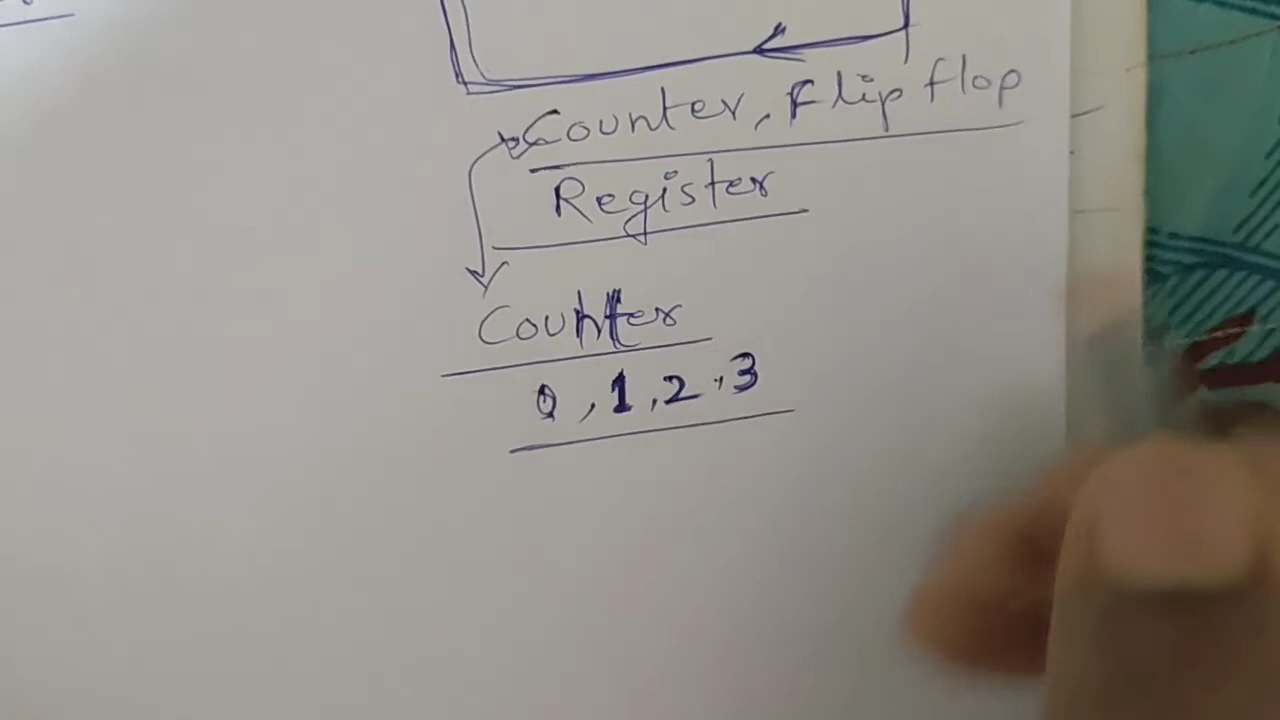 Counter, Flip flop
Register
Counter
0, 1, 2, 3